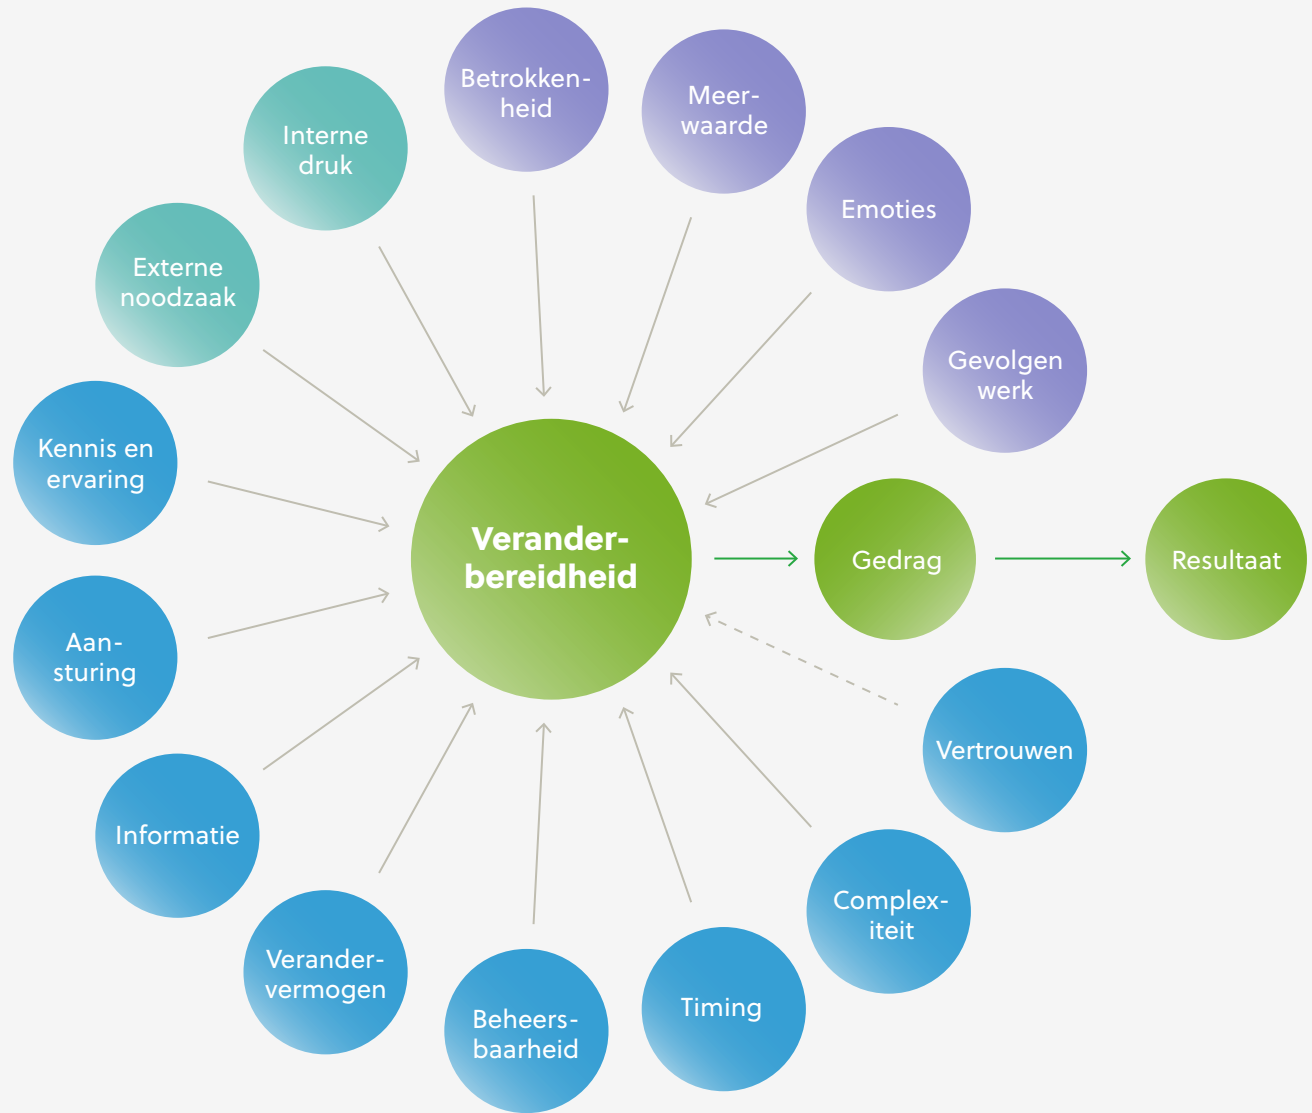 Betrokken-
heid
Meer-
waarde
Interne
druk
Emoties
Externe
noodzaak
Gevolgen
werk
Kennis en
ervaring
Verander-
bereidheid
Gedrag
Resultaat
Aan-
sturing
Vertrouwen
Informatie
Complex-
iteit
Verander-
vermogen
Timing
Beheers-
baarheid